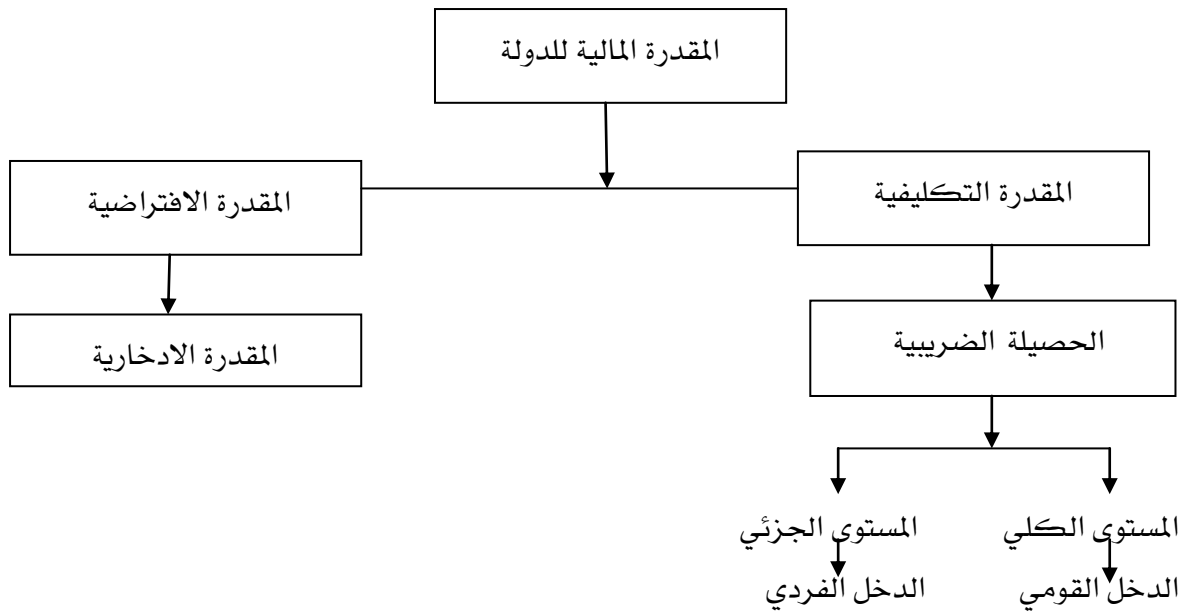 المقدرة المالية للدولة
المقدرة التكليفية
المقدرة الافتراضية
الحصيلة الضريبية
المقدرة الادخارية
المستوى الكلي
المستوى الجزئي
الدخل القومي
الدخل الفردي